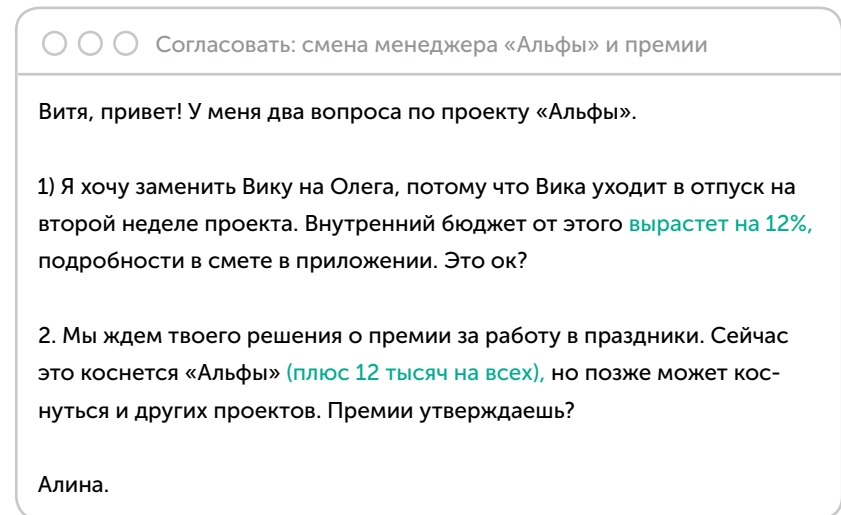 Согласовать: смена менеджера «Альфы» и премии
Витя, привет! У меня два вопроса по проекту «Альфы».
1) Я хочу заменить Вику на Олега, потому что Вика уходит в отпуск на
второй неделе проекта. Внутренний бюджет от этого вырастет на 12%,
подробности в смете в приложении. Это ок?
2. Мы ждем твоего решения о премии за работу в праздники. Сейчас
это коснется «Альфы» (плюс 12 тысяч на всех), но позже может кос-
нуться и других проектов. Премии утверждаешь?
Алина.